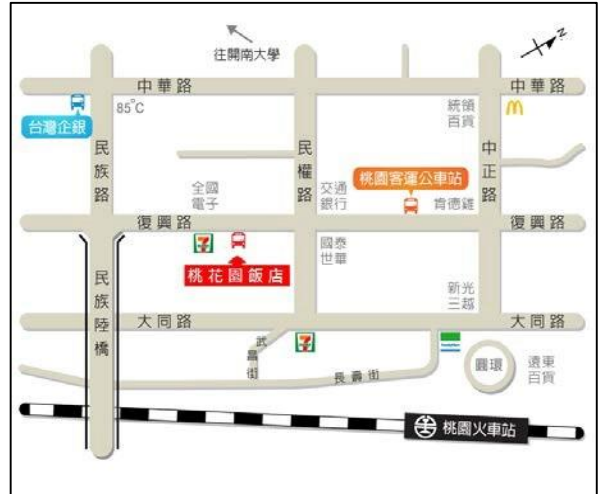 往開南大學
N
中華路
中華路
85°C
台灣企銀
統領
百貨
民族路
民權路
中正路
全國
電子
交通
銀行
桃園客運公車站
肯德雞
復興路
復興路
7
ELEVEN
桃花園飯店
國泰
世華
民族陸橋
新光
三越
大同路
大同路
武昌街
7
ELEVEN
長壽街
圓環
遠東
百貨
桃園火車站